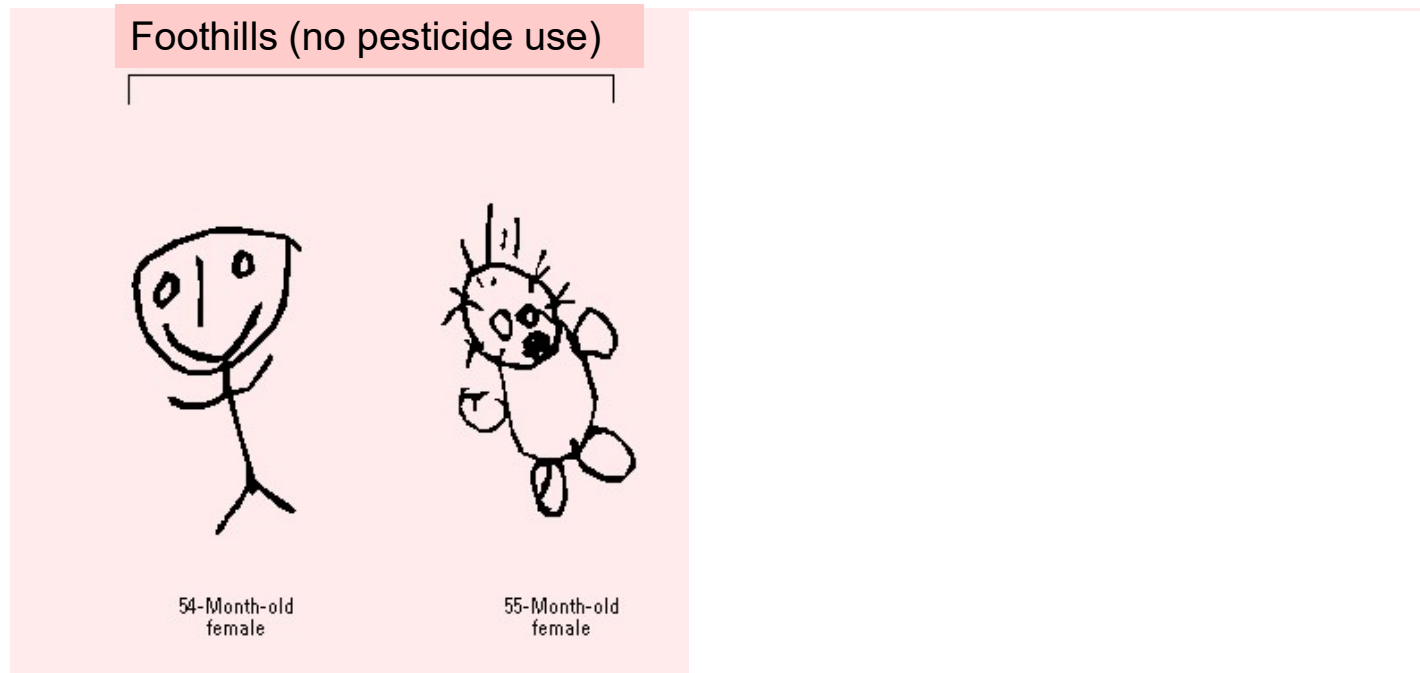 Foothills (no pesticide use)
54-Month-old
female
55-Month-old
female